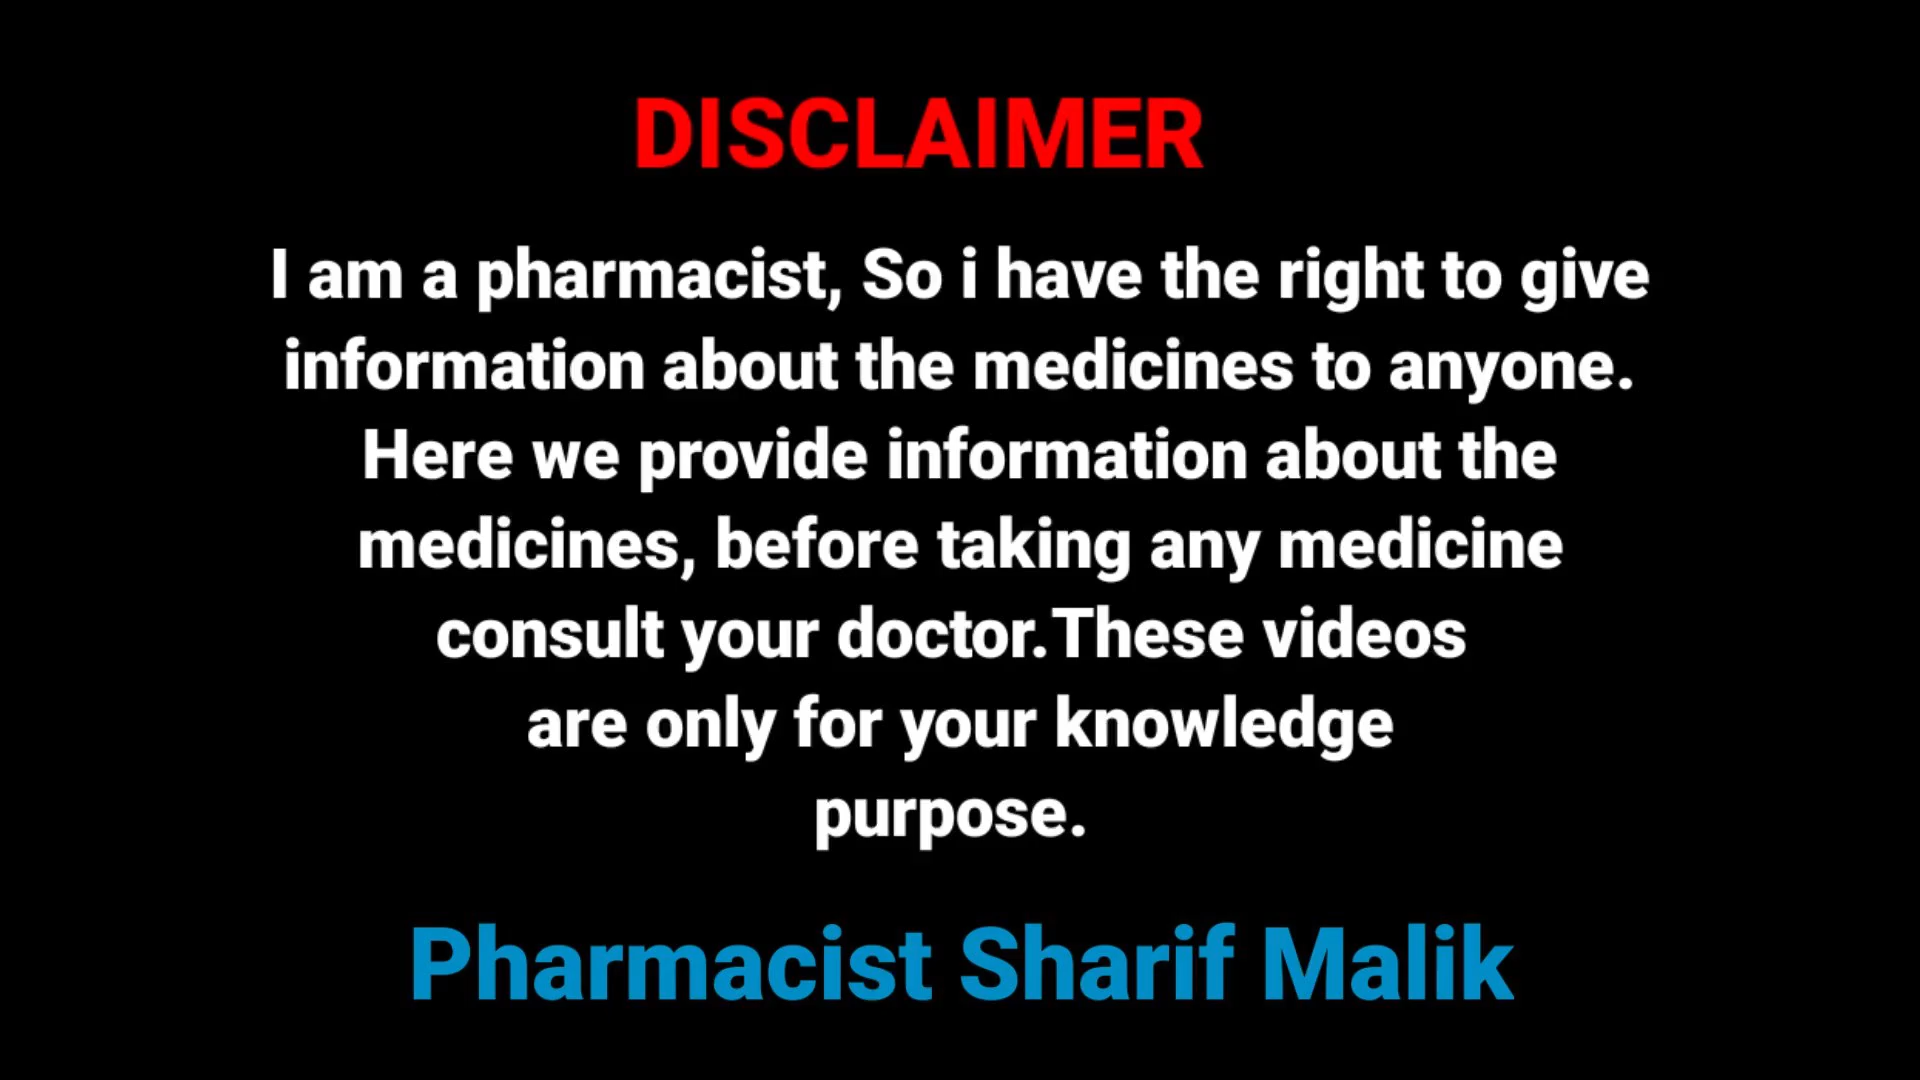 DISCLAIMER
I am a pharmacist, So i have the right to give
information about the medicines to anyone.
Here we provide information about the
medicines, before taking any medicine
consult your doctor.These videos
are only for your knowledge
purpose.
Pharmacist Sharif Malik